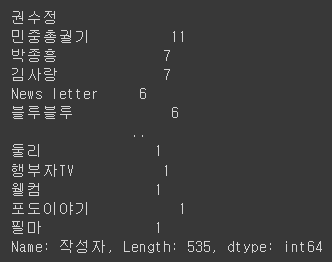 권수정
민중총궐기 11
박종흥 7
김사랑 7
News letter 6
블루블루 6
..
둘리 1
행부자TV 1
웰컴 1
포도이야기 1
필마 1
Name: 작성자, Length: 535, dtype: int64